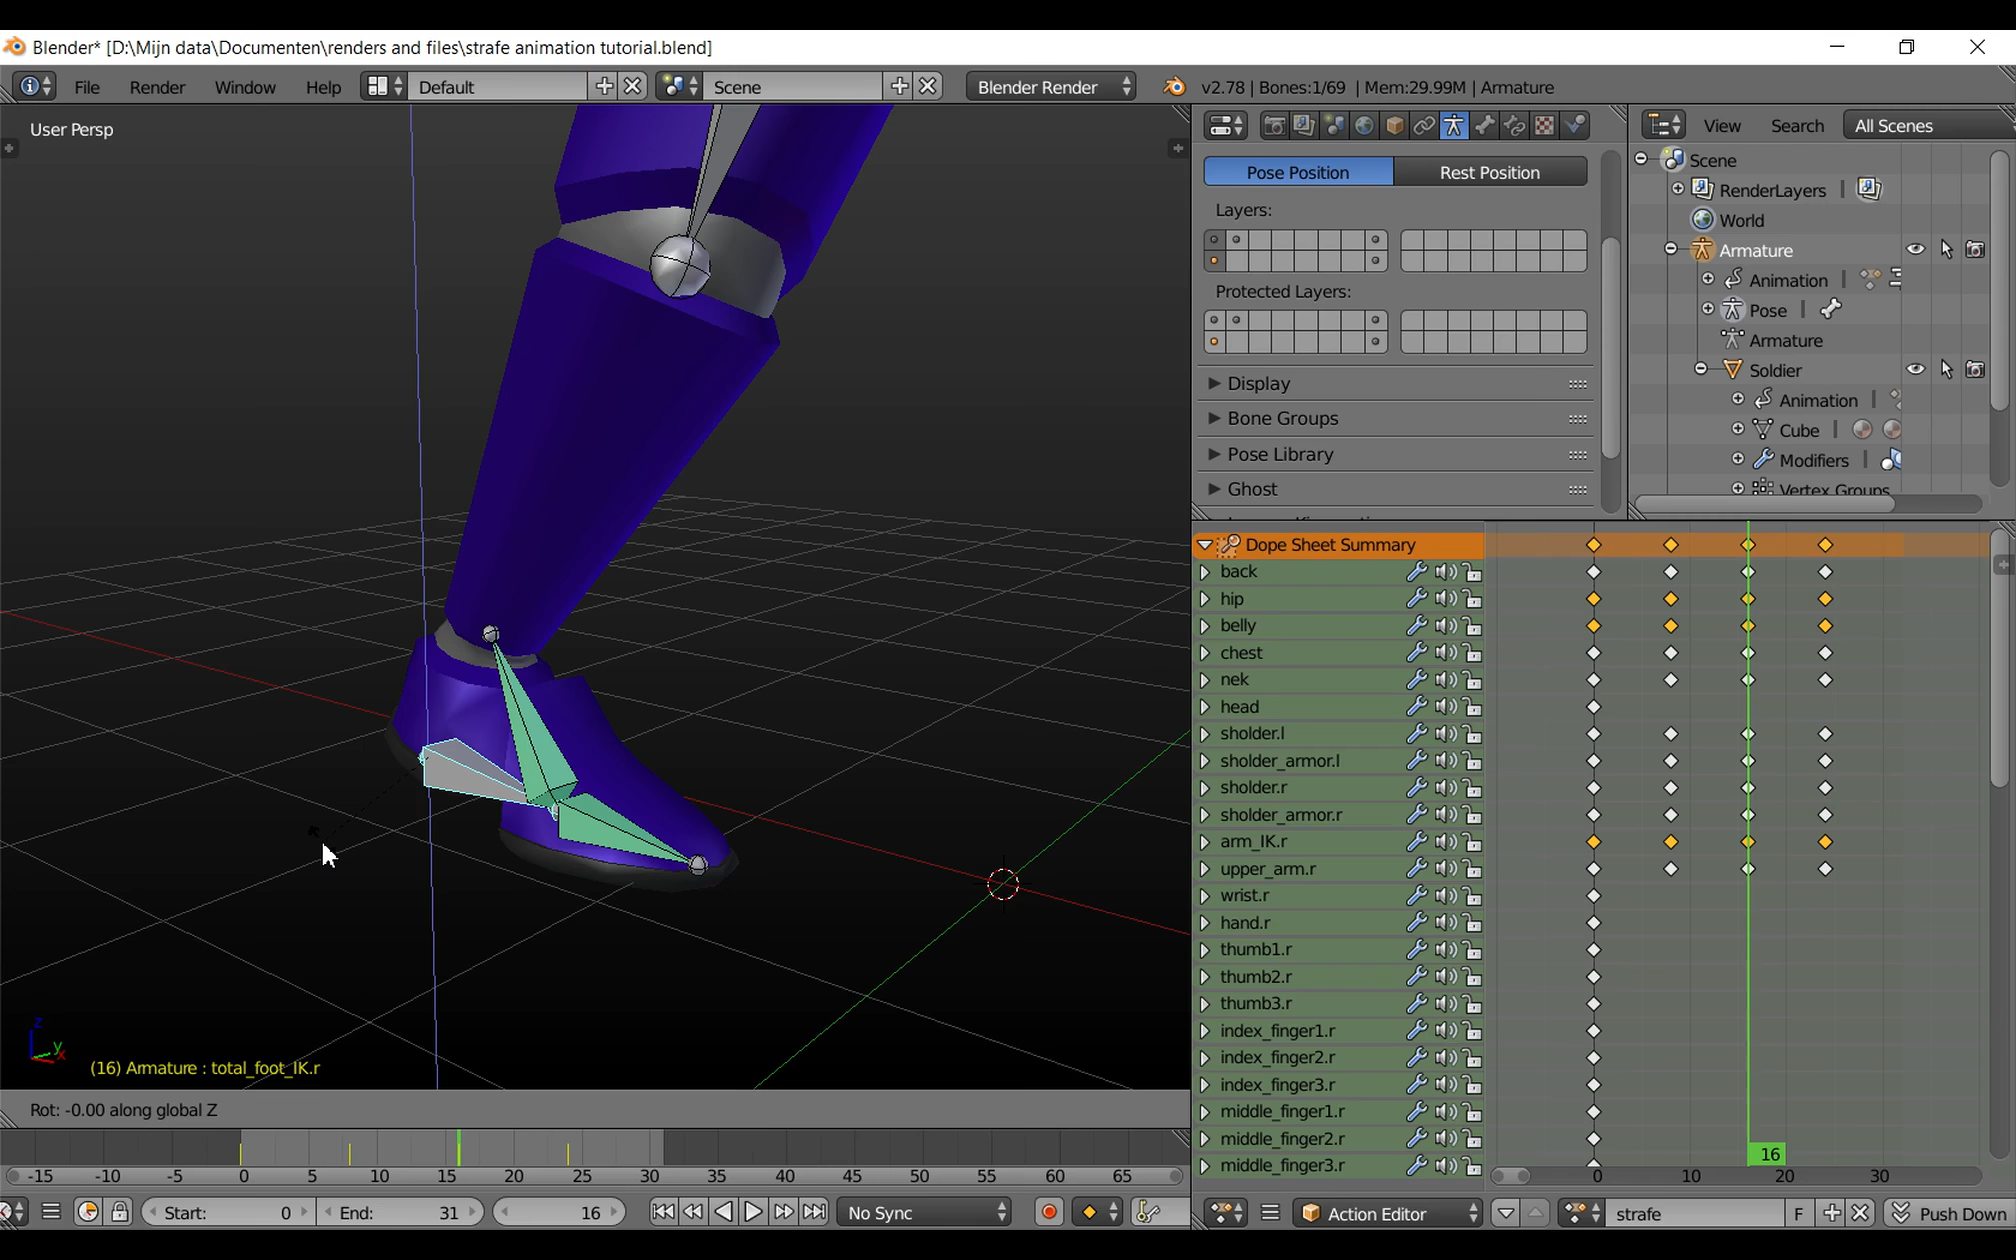 Blender* [D:\Mijn data\Documenten\renders and files\strafe animation tutorial.blend]
File Render Window Help Default Scene Blender Render v2.78 | Bones:1/69 | Mem:29.99M | Armature
User Persp
Pose Position Rest Position
Layers:
Protected Layers:
Display
Bone Groups
Pose Library
Ghost
View Search All Scenes
Scene
RenderLayers
World
Armature
Animation
Pose
Armature
Soldier
Animation
Cube
Modifiers
Vertex Groups
Dope Sheet Summary
back
hip
belly
chest
nek
head
sholder.l
sholder_armor.l
sholder.r
sholder_armor.r
arm_IK.r
upper_arm.r
wrist.r
hand.r
thumb1.r
thumb2.r
thumb3.r
index_finger1.r
index_finger2.r
index_finger3.r
middle_finger1.r
middle_finger2.r
middle_finger3.r
16
0 10 20 30
z
y
x
(16) Armature : total_foot_IK.r
Rot: -0.00 along global Z
-15 -10 -5 0 5 10 15 20 25 30 35 40 45 50 55 60 65
Start: 0 End: 31 16 No Sync
Action Editor strafe F Push Down